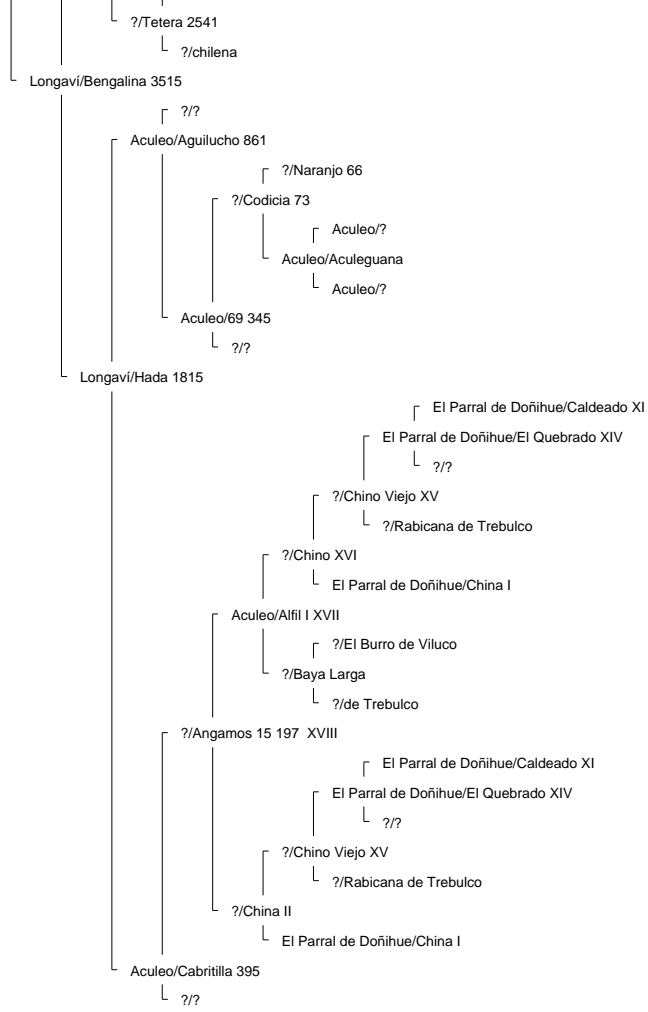 ?/Tetera 2541
?/chilena
Longaví/Bengalina 3515
?/?
Aculeo/Aguilucho 861
?/Naranjo 66
?/Codicia 73
Aculeo/?
Aculeo/Aculeguana
Aculeo/?
Aculeo/69 345
?/?
Longaví/Hada 1815
El Parral de Doñihue/Caldeado XI
El Parral de Doñihue/El Quebrado XIV
?/?
?/Chino Viejo XV
?/Rabicana de Trebulco
?/Chino XVI
El Parral de Doñihue/China I
Aculeo/Alfil I XVII
?/El Burro de Viluco
?/Baya Larga
?/de Trebulco
?/Angamos 15 197  XVIII
El Parral de Doñihue/Caldeado XI
El Parral de Doñihue/El Quebrado XIV
?/?
?/Chino Viejo XV
?/Rabicana de Trebulco
?/China II
El Parral de Doñihue/China I
Aculeo/Cabritilla 395
?/?